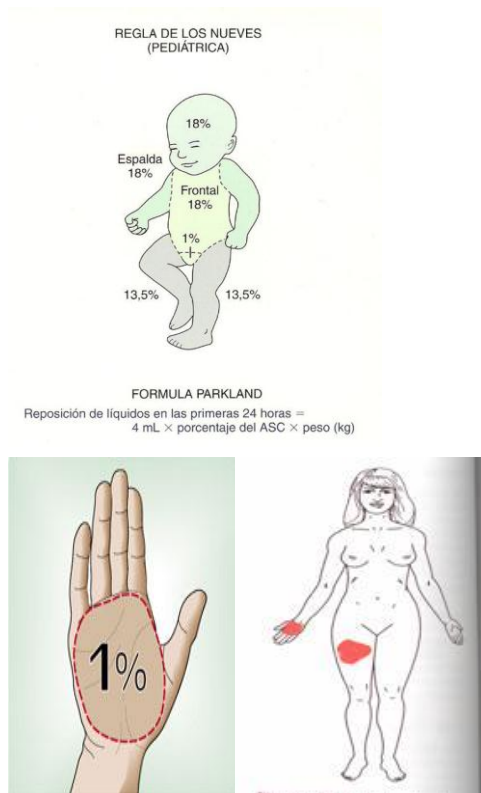 REGLA DE LOS NUEVES
(PEDIÁTRICA)
18%
Espalda
18%
Frontal
18%
1%
13,5%
13,5%
FORMULA PARKLAND
Reposición de líquidos en las primeras 24 horas =
4 mL × porcentaje del ASC × peso (kg)
1%